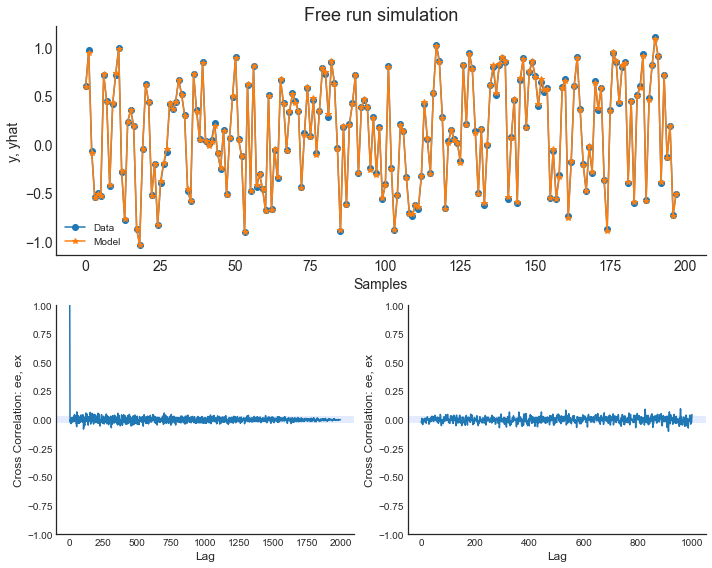 Free run simulation
y, yhat
1.0
0.5
0.0
−0.5
−1.0
Data
Model
0 25 50 75 100 125 150 175 200
Samples
Cross Correlation: ee, ex
1.00
0.75
0.50
0.25
0.00
−0.25
−0.50
−0.75
−1.00
0 250 500 750 1000 1250 1500 1750 2000
Lag
Cross Correlation: ee, ex
1.00
0.75
0.50
0.25
0.00
−0.25
−0.50
−0.75
−1.00
0 200 400 600 800 1000
Lag